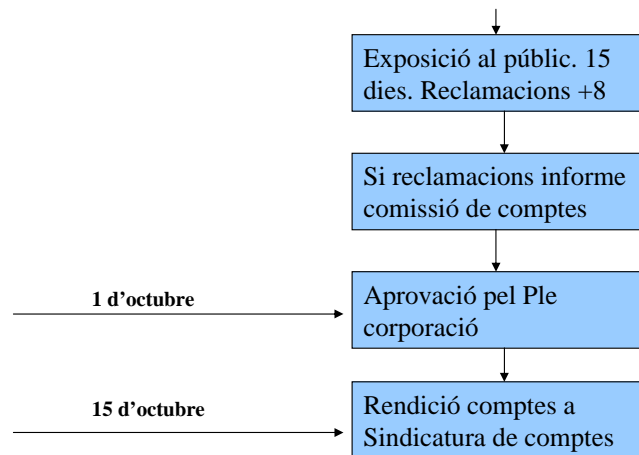 Exposició al públic. 15
dies. Reclamacions +8
Si reclamacions informe
comissió de comptes
1 d’octubre
Aprovació pel Ple
corporació
15 d’octubre
Rendició comptes a
Sindicatura de comptes